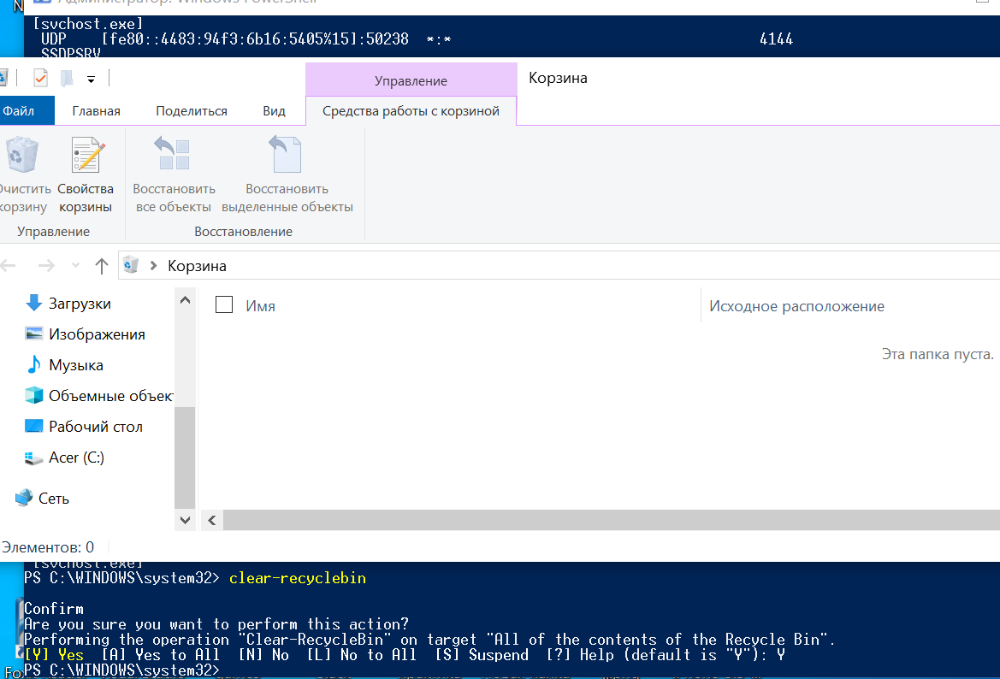 Администратор: Windows PowerShell
[svchost.exe]
UDP [fe80::4483:94f3:6b16:5405%15]:50238 *:* 4144
SSDPSRV
Управление
Корзина
Файл Главная Поделиться Вид Средства работы с корзиной
Очистить корзину
Свойства корзины
Восстановить все объекты
Восстановить выделенные объекты
Управление
Восстановление
Корзина
Загрузки
Изображения
Музыка
Объемные объек
Рабочий стол
Acer (C:)
Сеть
Имя
Исходное расположение
Эта папка пуста.
Элементов: 0
[svchost.exe]
PS C:\WINDOWS\system32> clear-recyclebin
Confirm
Are you sure you want to perform this action?
Performing the operation "Clear-RecycleBin" on target "All of the contents of the Recycle Bin".
[Y] Yes [A] Yes to All [N] No [L] No to All [S] Suspend [?] Help (default is "Y"): Y
PS C:\WINDOWS\system32>